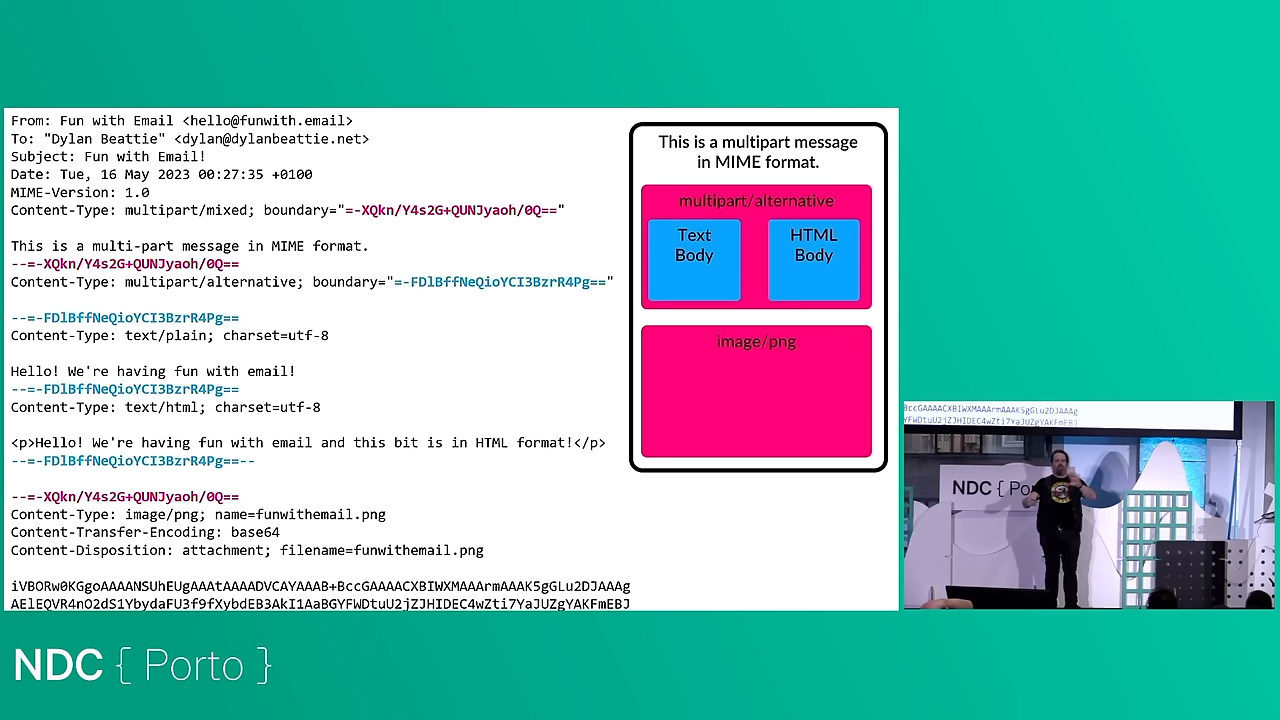 From: Fun with Email <hello@funwith.email>
To: "Dylan Beattie" <dylan@dylanbeattie.net>
Subject: Fun with Email!
Date: Tue, 16 May 2023 00:27:35 +0100
MIME-Version: 1.0
Content-Type: multipart/mixed; boundary="=-XQkn/Y4s2G+QUNJyaoh/0Q=="
This is a multi-part message in MIME format.
--=-XQkn/Y4s2G+QUNJyaoh/0Q==
Content-Type: multipart/alternative; boundary="=-FDlBffNeQioYCI3BzrR4Pg=="
--=-FDlBffNeQioYCI3BzrR4Pg==
Content-Type: text/plain; charset=utf-8
Hello! We're having fun with email!
--=-FDlBffNeQioYCI3BzrR4Pg==
Content-Type: text/html; charset=utf-8
<p>Hello! We're having fun with email and this bit is in HTML format!</p>
--=-FDlBffNeQioYCI3BzrR4Pg==--
--=-XQkn/Y4s2G+QUNJyaoh/0Q==
Content-Type: image/png; name=funwithemail.png
Content-Transfer-Encoding: base64
Content-Disposition: attachment; filename=funwithemail.png
iVBORw0KGgoAAAANSUhEUgAAAtAAAADVCAYAAAB+BccGAAAACXBIWXMAAArmAAAK5gGLu2DJAAAg
AElEQVR4nO2dS1YbydaFU3f9fXybdEB3AkI1AaBGYFWDtuU2jZJHIDEC4wZti7YaJUZgYAKFmEBJ
This is a multipart message
in MIME format.
multipart/alternative
Text
Body
HTML
Body
image/png
BccGAAAACXBIWXMAAArmAAAK5gGLu2DJAAAg
YFWDtuU2jZJHIDEC4wZti7YaJUZgYAKFmEBJ
NDC { Po
NDC { Porto }